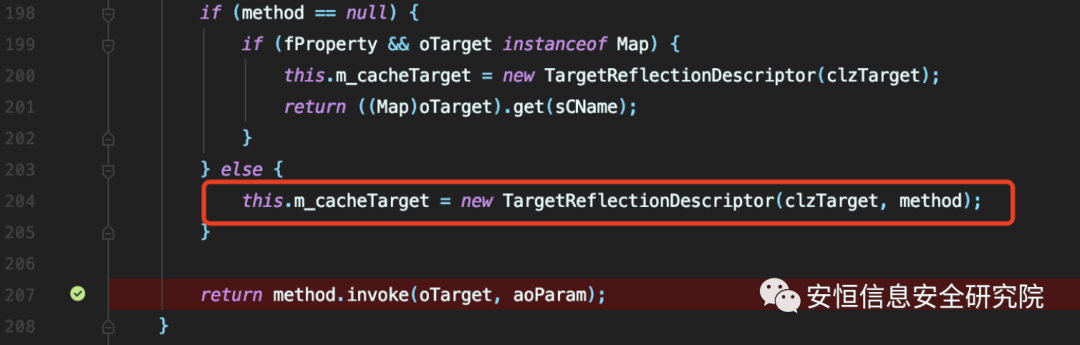 198 if (method == null) {
199 if (fProperty && oTarget instanceof Map) {
200 this.m_cacheTarget = new TargetReflectionDescriptor(clzTarget);
201 return ((Map)oTarget).get(sCName);
202 }
203 } else {
204 this.m_cacheTarget = new TargetReflectionDescriptor(clzTarget, method);
205 }
206
207 return method.invoke(oTarget, aoParam);
安恒信息安全研究院
208 }